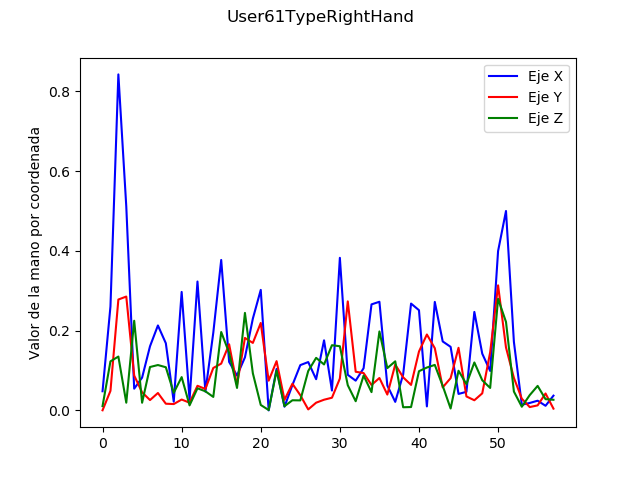 User61TypeRightHand
Eje X
Eje Y
Eje Z
Valor de la mano por coordenada
0.8
0.6
0.4
0.2
0.0
0 10 20 30 40 50